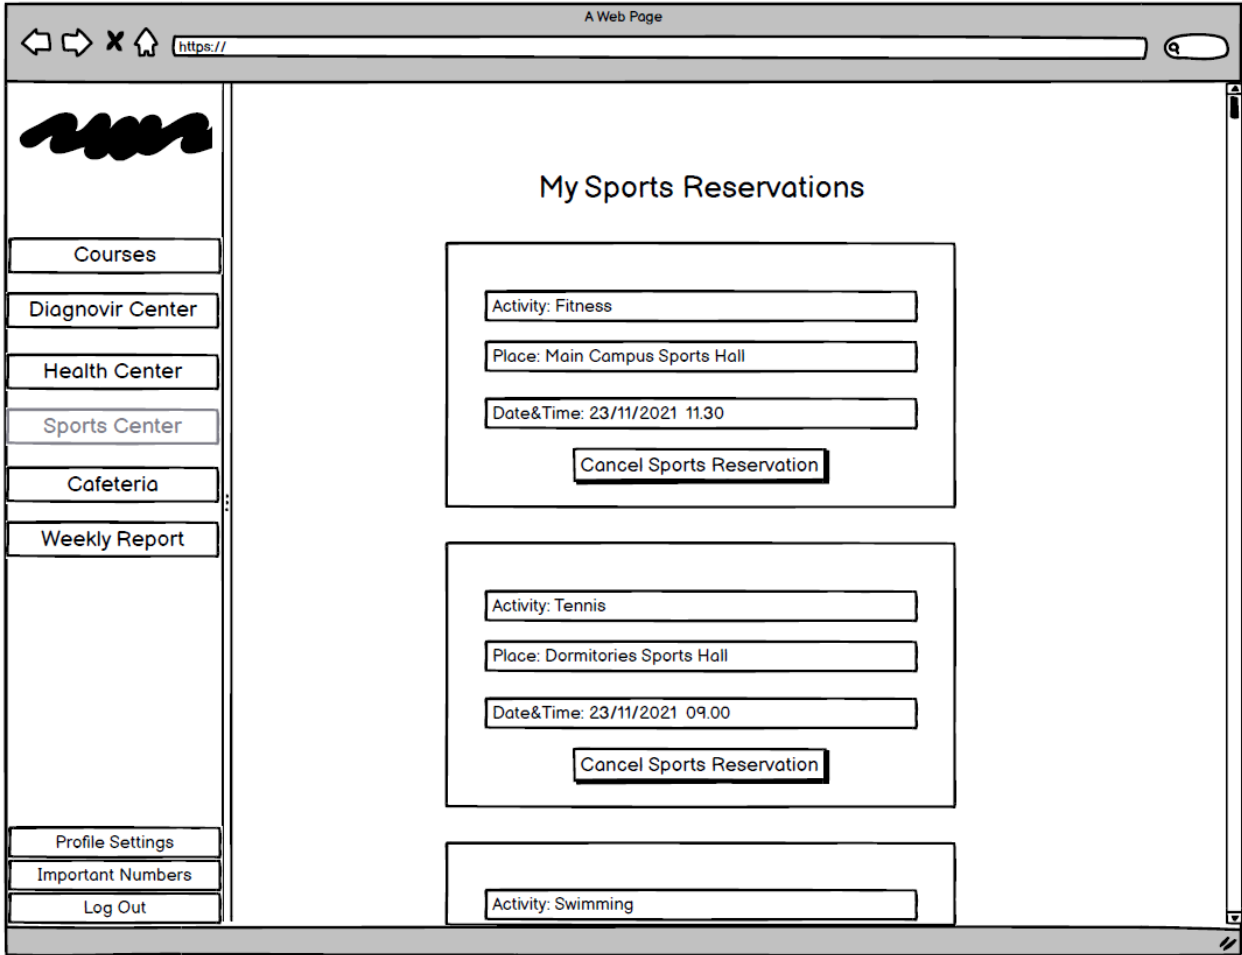 A Web Page
https://
My Sports Reservations
Courses
Diagnovir Center
Health Center
Sports Center
Cafeteria
Weekly Report
Profile Settings
Important Numbers
Log Out
Activity: Fitness
Place: Main Campus Sports Hall
Date&Time: 23/11/2021 11.30
Cancel Sports Reservation
Activity: Tennis
Place: Dormitories Sports Hall
Date&Time: 23/11/2021 09.00
Cancel Sports Reservation
Activity: Swimming